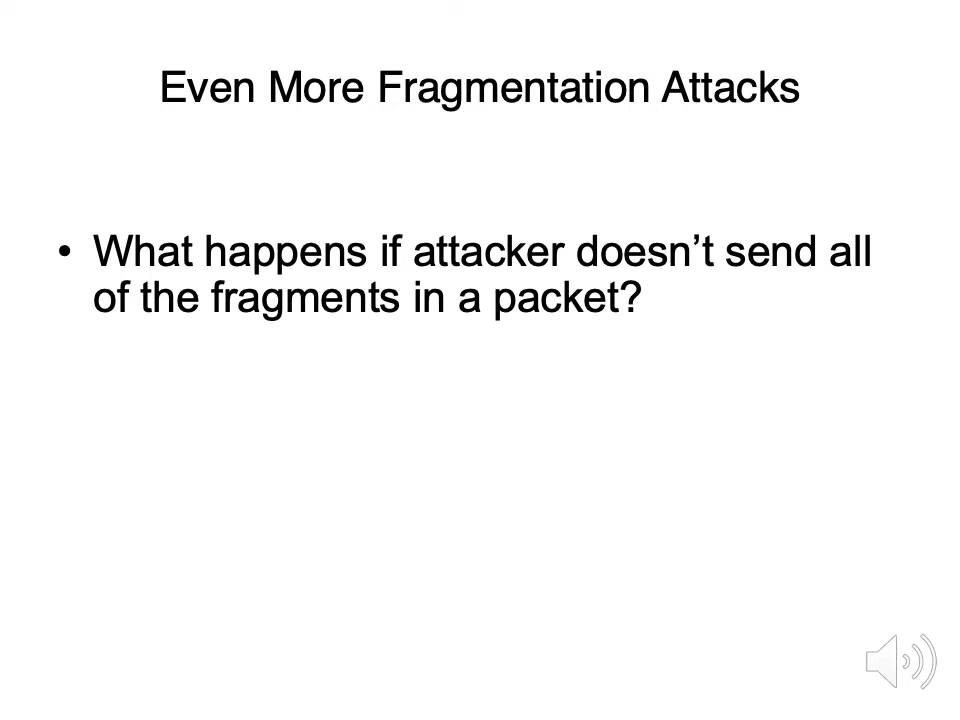 Even More Fragmentation Attacks
• What happens if attacker doesn’t send all
of the fragments in a packet?